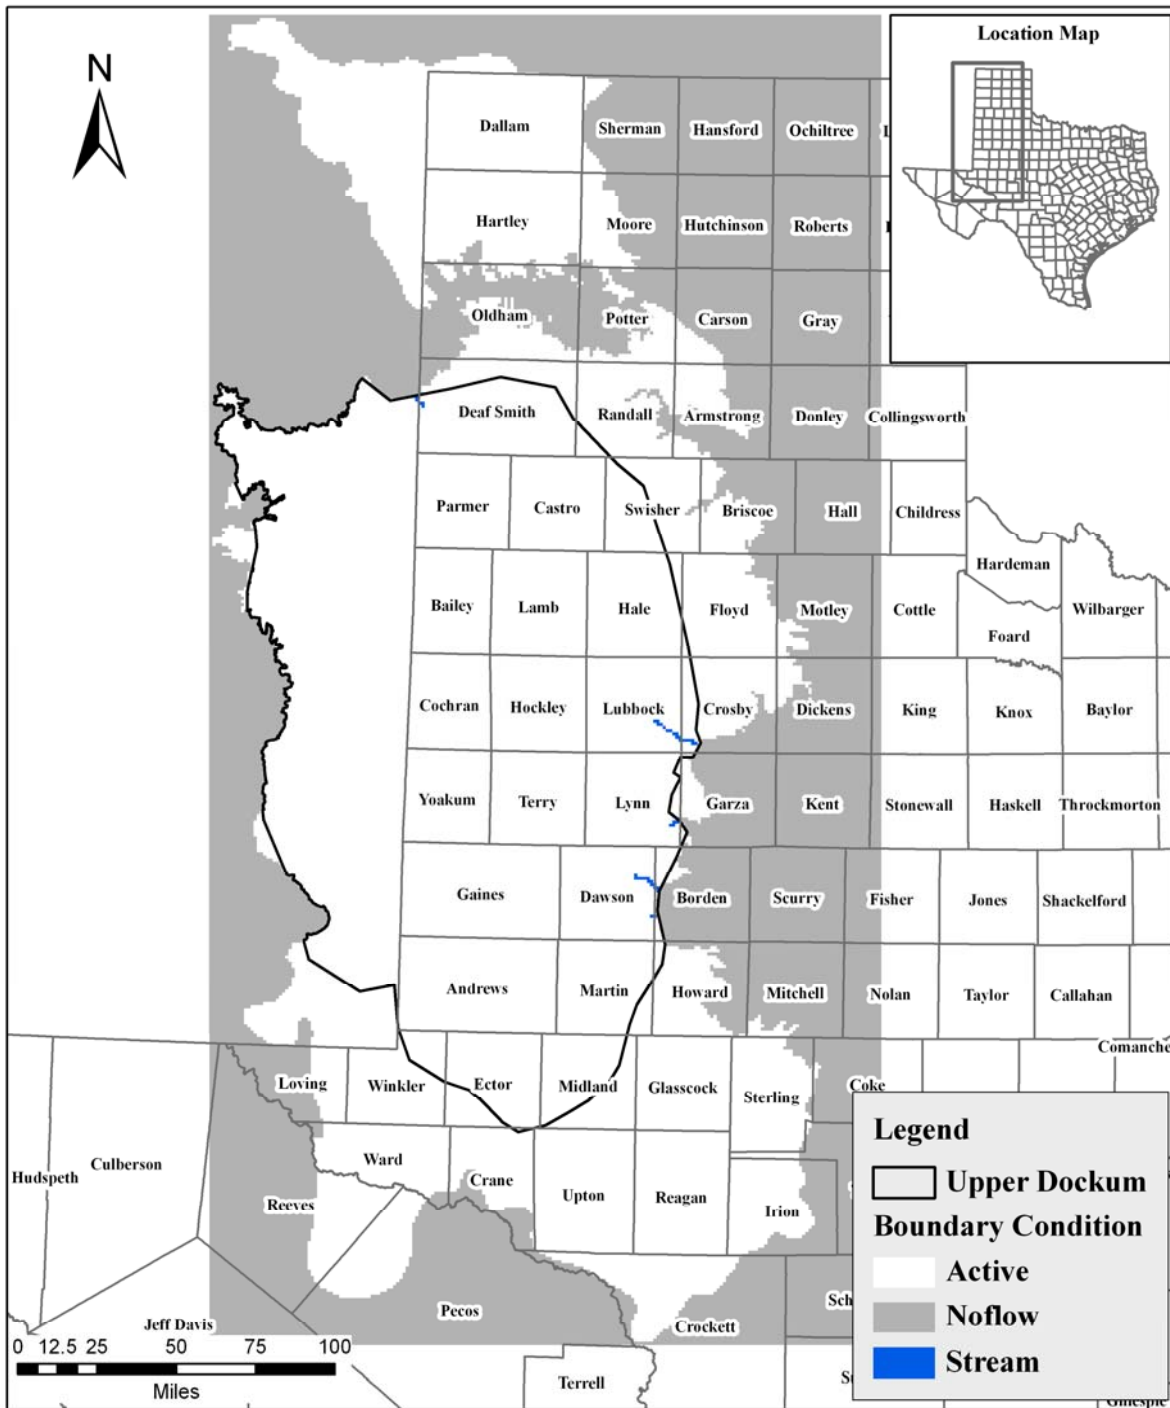 Location Map
N
Dallam
Sherman
Hansford
Ochiltree
Hartley
Moore
Hutchinson
Roberts
Oldham
Potter
Carson
Gray
Deaf Smith
Randall
Armstrong
Donley
Collingsworth
Parmer
Castro
Swisher
Briscoe
Hall
Childress
Hardeman
Bailey
Lamb
Hale
Floyd
Motley
Cottle
Foard
Wilbarger
Cochran
Hockley
Lubbock
Crosby
Dickens
King
Knox
Baylor
Yoakum
Terry
Lynn
Garza
Kent
Stonewall
Haskell
Throckmorton
Gaines
Dawson
Borden
Scurry
Fisher
Jones
Shackelford
Andrews
Martin
Howard
Mitchell
Nolan
Taylor
Callahan
Comanche
Loving
Winkler
Ector
Midland
Glasscock
Sterling
Coke
Hudspeth
Culberson
Reeves
Ward
Crane
Upton
Reagan
Irion
Jeff Davis
Pecos
Crockett
Sch
Terrell
Legend
Upper Dockum
Boundary Condition
Active
Noflow
Stream
0 12.5 25 50 75 100
Miles